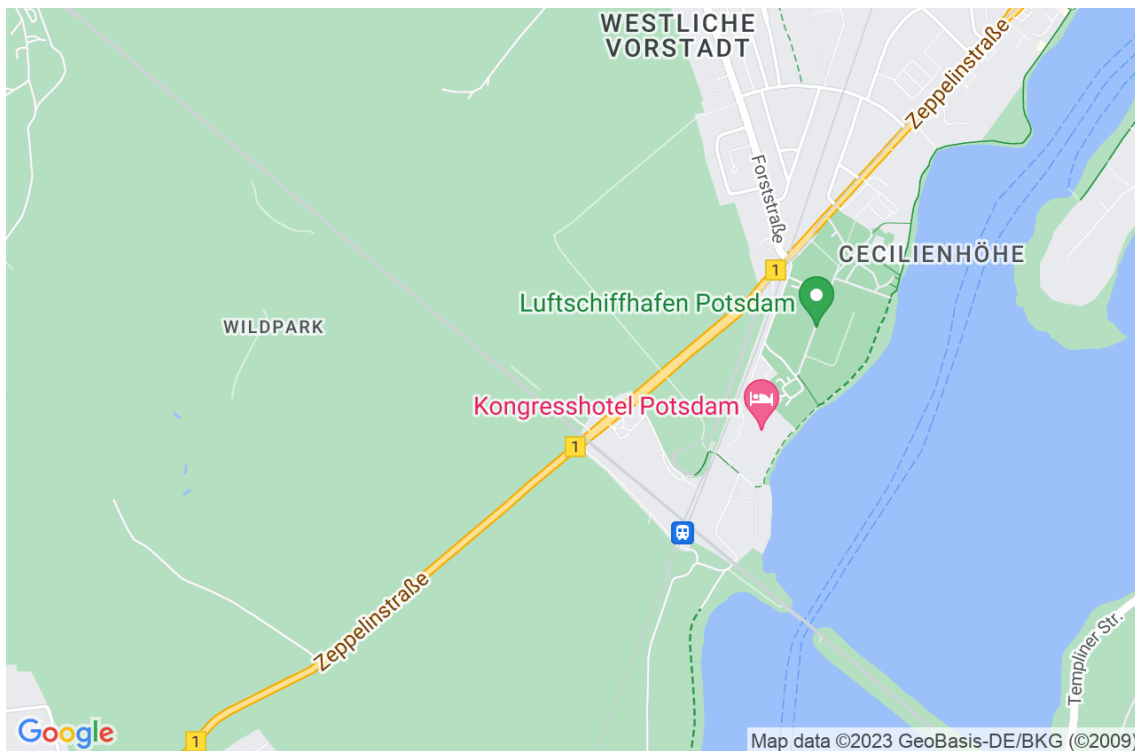 WESTLICHE
VORSTADT
Zeppelinstraße
Forststraße
CECILIENHÖHE
1
Luftschiffhafen Potsdam
WILDPARK
Kongresshotel Potsdam
1
Zeppelinstraße
Templiner Str.
1
Google
Map data ©2023 GeoBasis-DE/BKG (©2009)